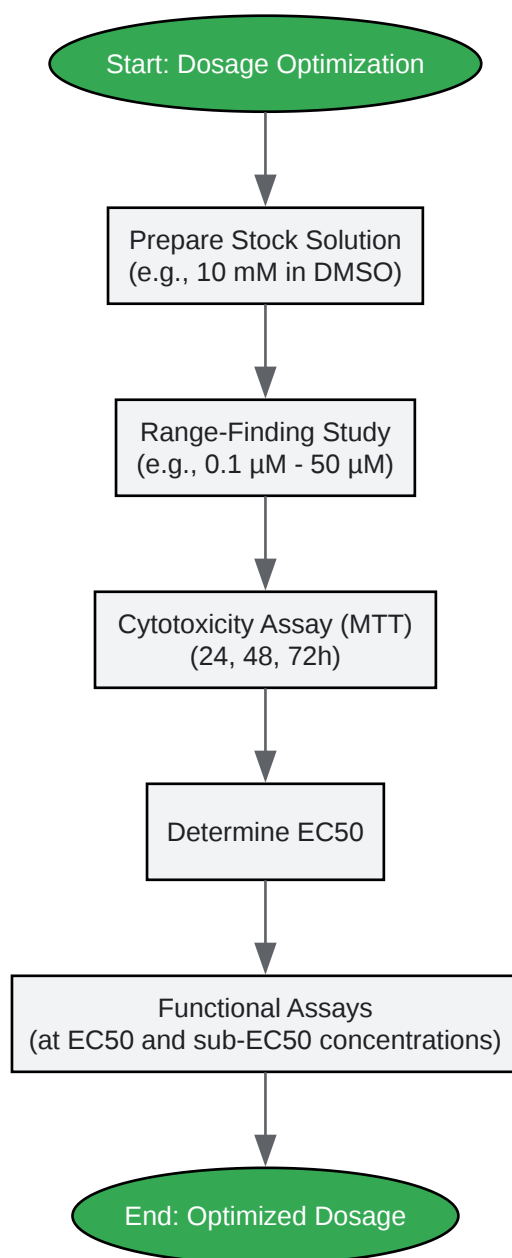 Start: Dosage Optimization
Prepare Stock Solution
(e.g., 10 mM in DMSO)
Range-Finding Study
(e.g., 0.1 µM - 50 µM)
Cytotoxicity Assay (MTT)
(24, 48, 72h)
Determine EC50
Functional Assays
(at EC50 and sub-EC50 concentrations)
End: Optimized Dosage